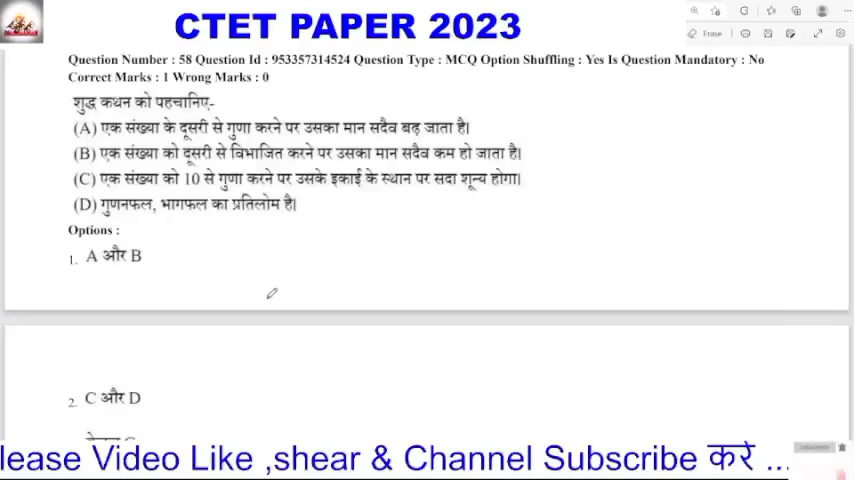 CTET PAPER 2023
Erase
Question Number : 58 Question Id : 953357314524 Question Type : MCQ Option Shuffling : Yes Is Question Mandatory : No
Correct Marks : 1 Wrong Marks : 0
शुद्ध कथन को पहचानिए-
(A) एक संख्या के दूसरी से गुणा करने पर उसका मान सदैव बढ़ जाता है।
(B) एक संख्या को दूसरी से विभाजित करने पर उसका मान सदैव कम हो जाता है।
(C) एक संख्या को 10 से गुणा करने पर उसके इकाई के स्थान पर सदा शून्य होगा।
(D) गुणनफल, भागफल का प्रतिलोम है।
Options :
1. A और B
2. C और D
lease Video Like ,shear & Channel Subscribe करे ...